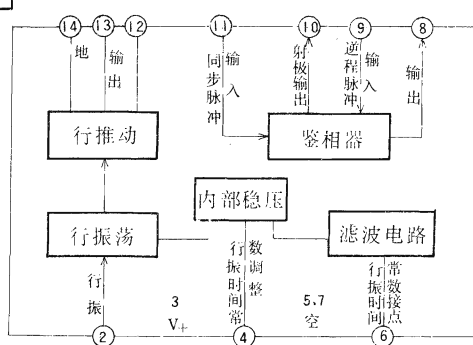 14 13 12 11 10 9 8
地
输出
同步脉冲
输入
射极输出
逆程脉冲
输入
输出
行推动
鉴相器
内部稳压
行振荡
滤波电路
行振
行振时间常
数调整
行振时间
常数接点
3
V+
5.7
空
2 4 6